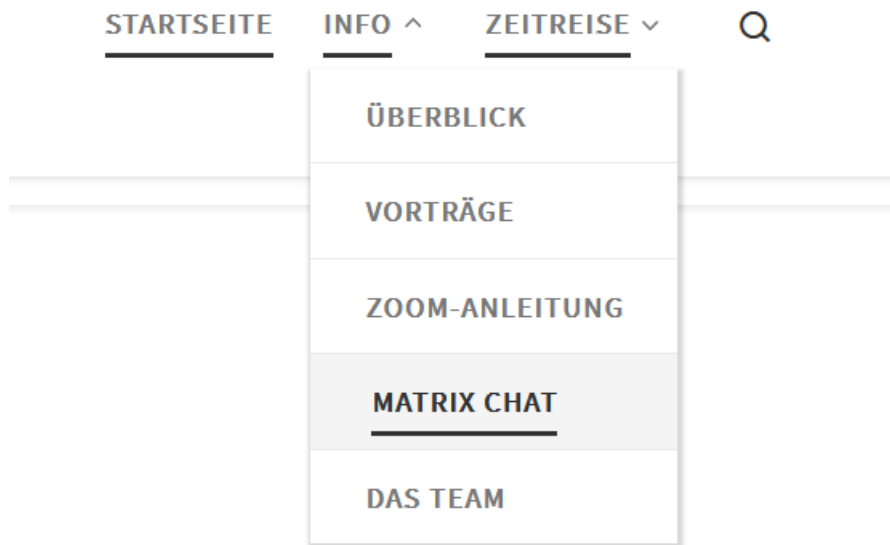 STARTSEITE INFO ZEITREISE
ÜBERBLICK
VORTRÄGE
ZOOM-ANLEITUNG
MATRIX CHAT
DAS TEAM